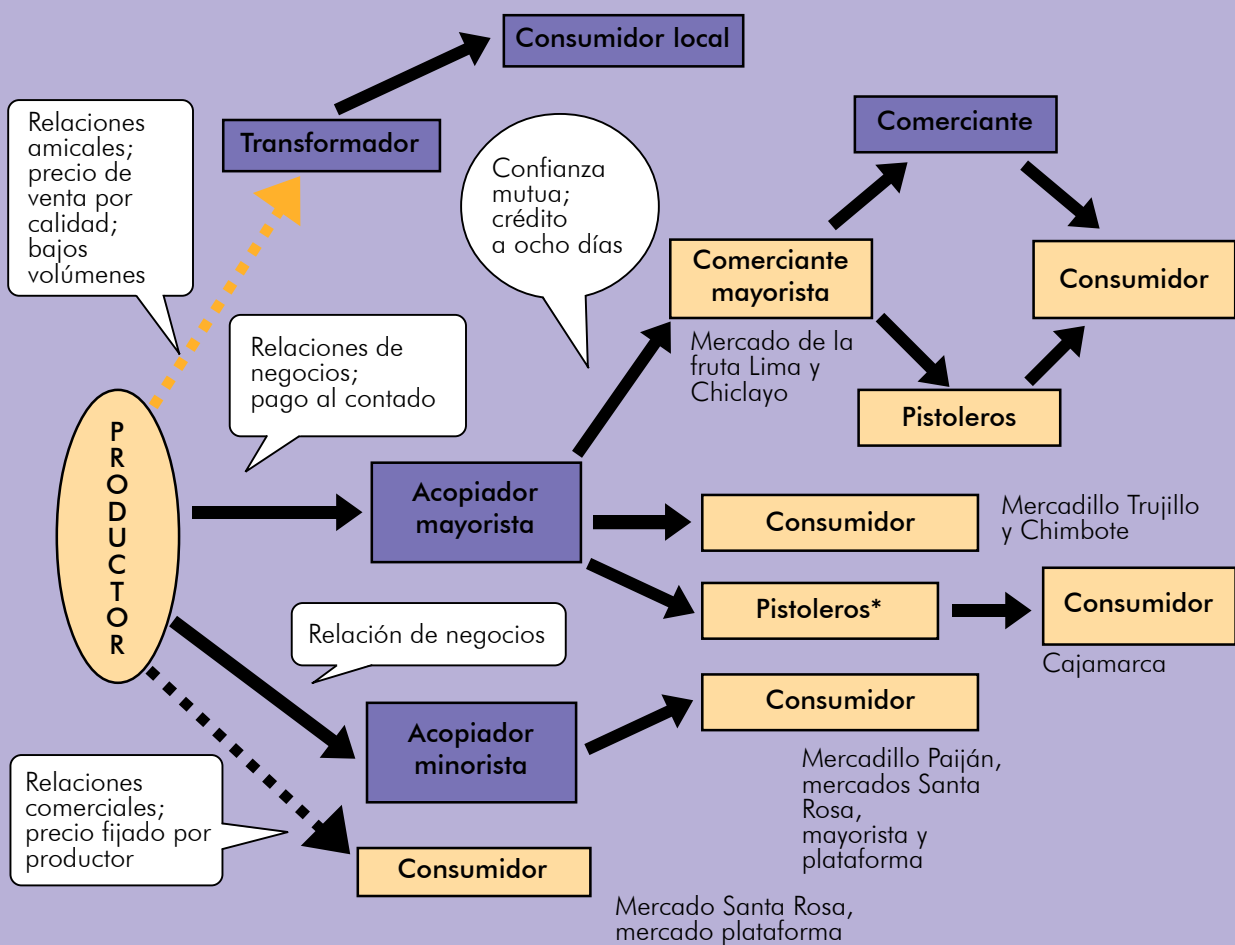 Consumidor local
Relaciones
amicales;
precio de
venta por
calidad;
bajos
volúmenes
Transformador
Confianza
mutua;
crédito
a ocho días
Comerciante
Comerciante
mayorista
Mercado de la
fruta Lima y
Chiclayo
Consumidor
Pistoleros
Relaciones de
negocios;
pago al contado
PRODUCTOR
Acopiador
mayorista
Consumidor
Mercadillo Trujillo
y Chimbote
Pistoleros*
Consumidor
Cajamarca
Relación de negocios
Acopiador
minorista
Consumidor
Mercadillo Paiján,
mercados Santa
Rosa,
mayorista y
plataforma
Relaciones
comerciales;
precio fijado por
productor
Consumidor
Mercado Santa Rosa,
mercado plataforma